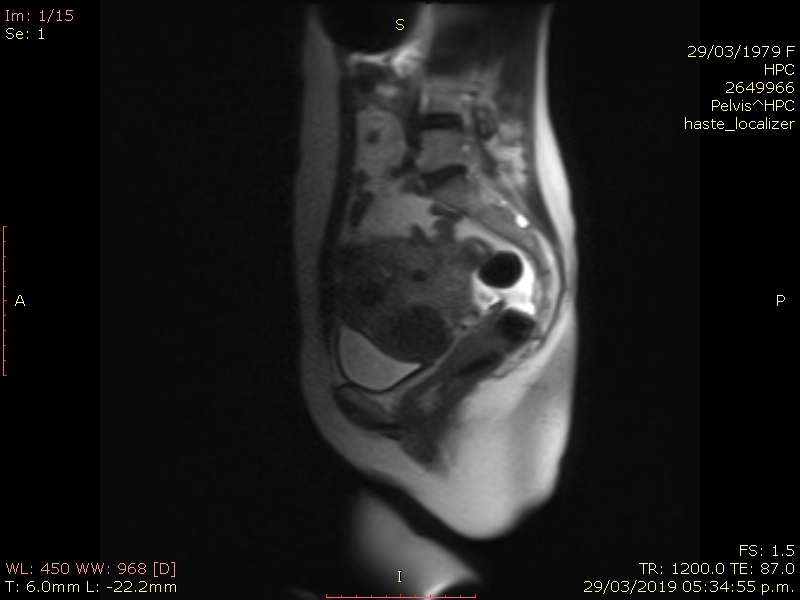 Im: 1/15
Se: 1
S
29/03/1979 F
HPC
2649966
Pelvis^HPC
haste_localizer
A
P
I
WL: 450 WW: 968 [D]
T: 6.0mm L: -22.2mm
FS: 1.5
TR: 1200.0 TE: 87.0
29/03/2019 05:34:55 p.m.